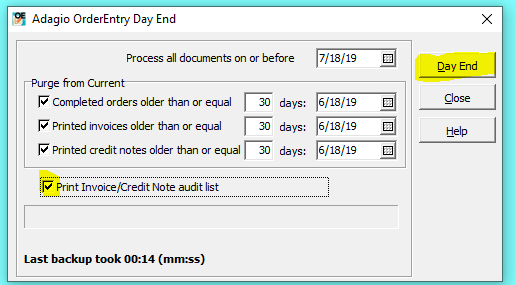 OE Adagio OrderEntry Day End
Process all documents on or before 7/18/19
Day End
Purge from Current
Completed orders older than or equal 30 days: 6/18/19
Close
Printed invoices older than or equal 30 days: 6/18/19
Help
Printed credit notes older than or equal 30 days: 6/18/19
Print Invoice/Credit Note audit list
Last backup took 00:14 (mm:ss)